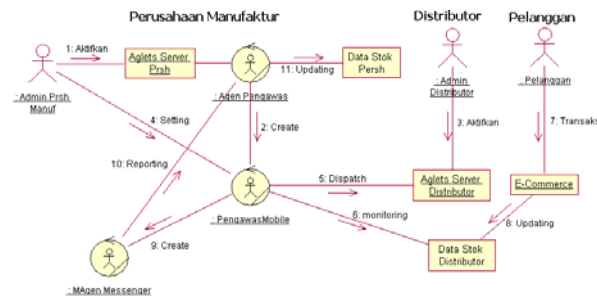 Perusahaan Manufaktur
Distributor
Pelanggan
1: Aktifkan
Aglets Server
Prsh
11: Updating
Data Stok
Persh
: Admin Prsh
Manuf
: Agen Pengawas
: Admin
Distributor
: Pelanggan
4: Setting
2: Create
3: Aktifkan
7: Transaks
10: Reporting
5: Dispatch
Aglets Server
Distributor
E-Commerce
: PengawasMobile
6: monitoring
8: Updating
9: Create
Data Stok
Distributor
: MAgen Messenger